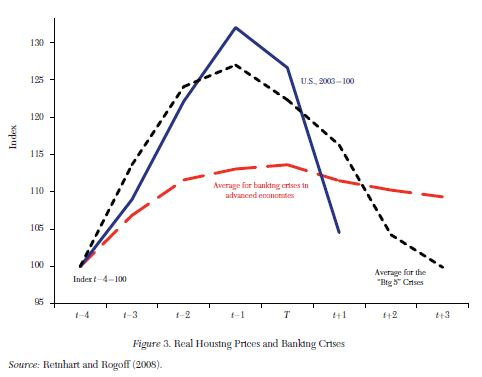 130
125
120
115
110
105
100
95
Index
U.S., 2003=100
Average for banking crises in
advanced economies
Index t−4=100
Average for the
"Big 5" Crises
t−4 t−3 t−2 t−1 T t+1 t+2 t+3
Figure 3. Real Housing Prices and Banking Crises
Source: Reinhart and Rogoff (2008).